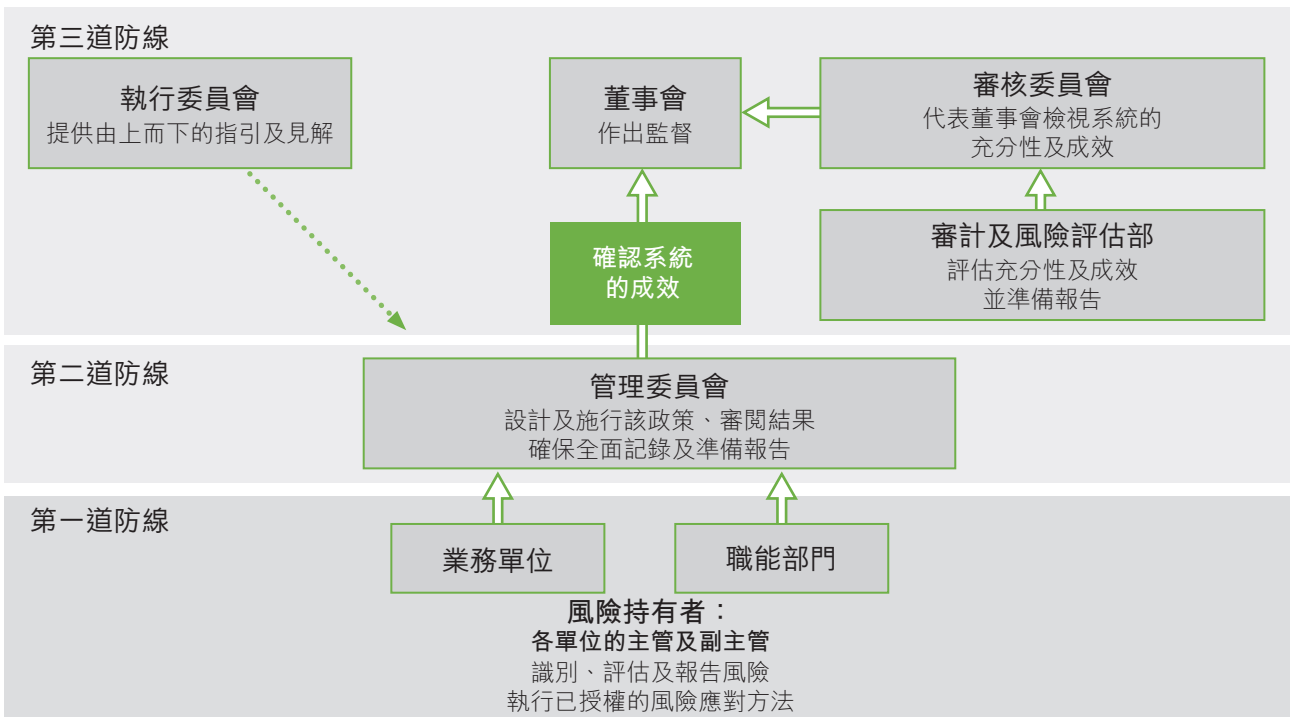 第三道防線
執行委員會
提供由上而下的指引及見解
董事會
作出監督
審核委員會
代表董事會檢視系統的
充分性及成效
確認系統
的成效
審計及風險評估部
評估充分性及成效
並準備報告
第二道防線
管理委員會
設計及施行該政策、審閱結果
確保全面記錄及準備報告
第一道防線
業務單位
職能部門
風險持有者：
各單位的主管及副主管
識別、評估及報告風險
執行已授權的風險應對方法